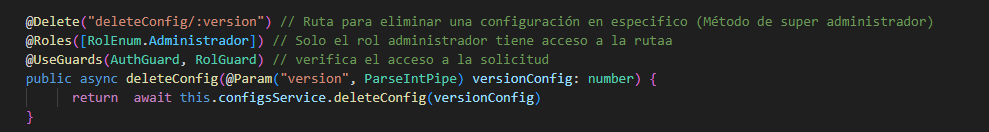 @Delete("deleteConfig/:version") // Ruta para eliminar una configuración en especifico (Método de super administrador)
@Roles([RolEnum.Administrador]) // Solo el rol administrador tiene acceso a la rutaa
@UseGuards(AuthGuard, RolGuard) // verifica el acceso a la solicitud
public async deleteConfig(@Param("version", ParseIntPipe) versionConfig: number) {
return  await this.configsService.deleteConfig(versionConfig)
}